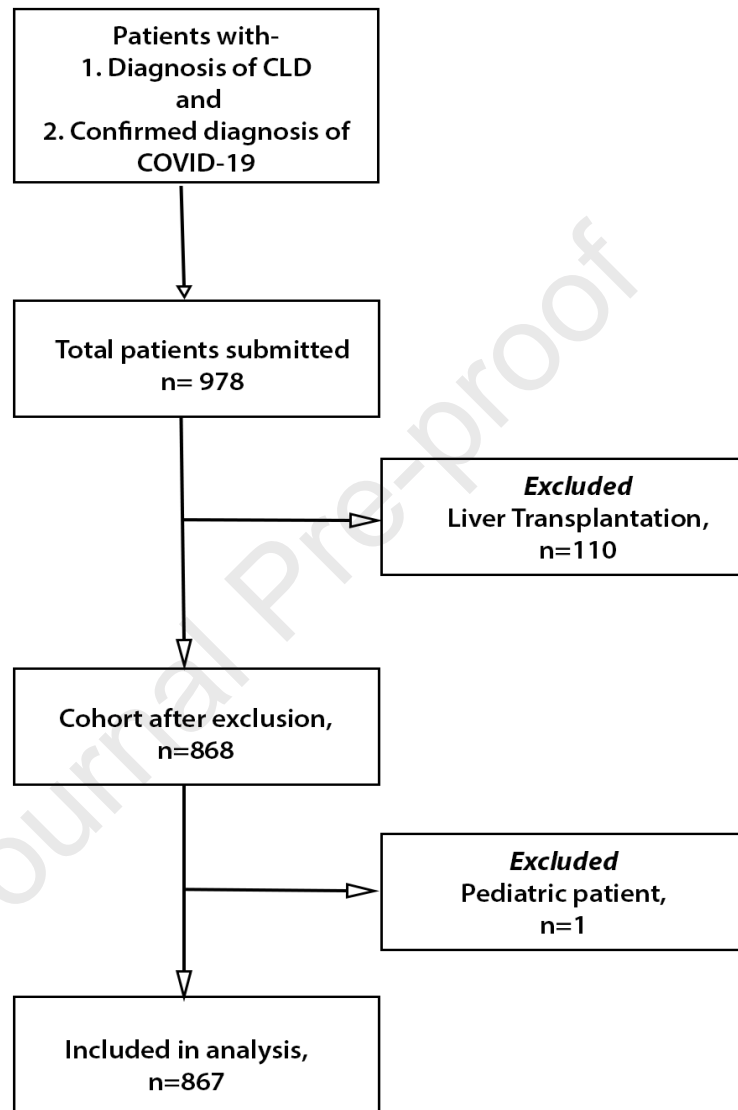 Patients with-
1. Diagnosis of CLD
and
2. Confirmed diagnosis of
COVID-19
Total patients submitted
n= 978
Excluded
Liver Transplantation,
n=110
Cohort after exclusion,
n=868
Excluded
Pediatric patient,
n=1
Included in analysis,
n=867
Journal Pre-proof